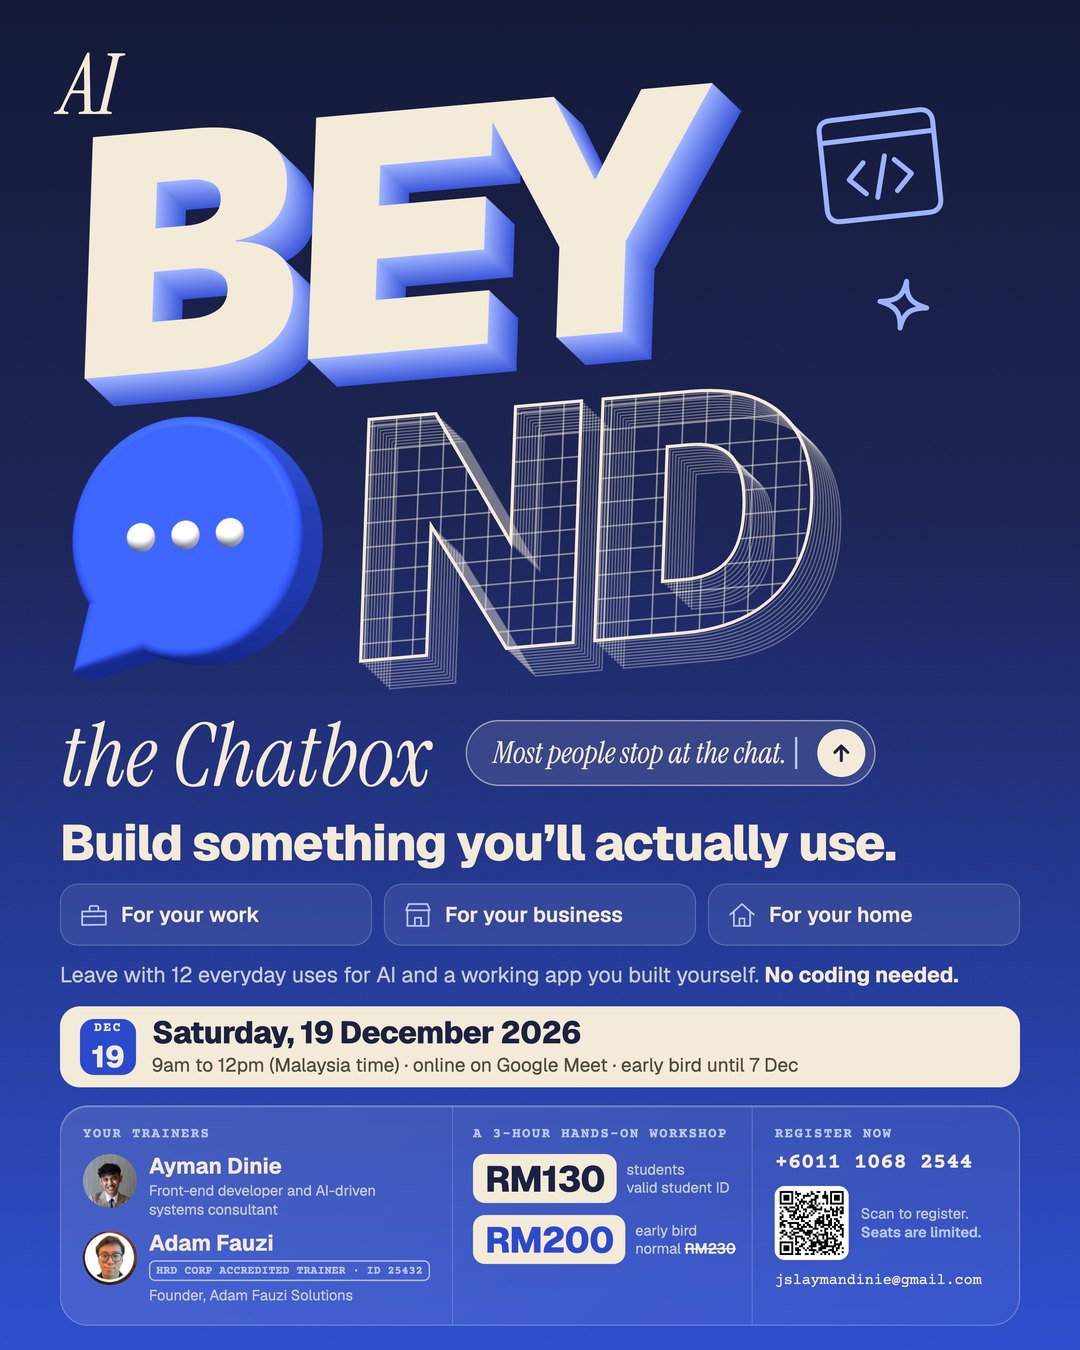 AI
BEY
ND
the Chatbox
Most people stop at the chat.
Build something you'll actually use.
For your work
For your business
For your home
Leave with 12 everyday uses for AI and a working app you built yourself. No coding needed.
DEC
19
Saturday, 19 December 2026
9am to 12pm (Malaysia time) · online on Google Meet · early bird until 7 Dec
YOUR TRAINERS
Ayman Dinie
Front-end developer and AI-driven
systems consultant
Adam Fauzi
HRD CORP ACCREDITED TRAINER · ID 25432
Founder, Adam Fauzi Solutions
A 3-HOUR HANDS-ON WORKSHOP
RM130
students
valid student ID
RM200
early bird
normal RM230
REGISTER NOW
+6011 1068 2544
Scan to register.
Seats are limited.
jslaymandinie@gmail.com